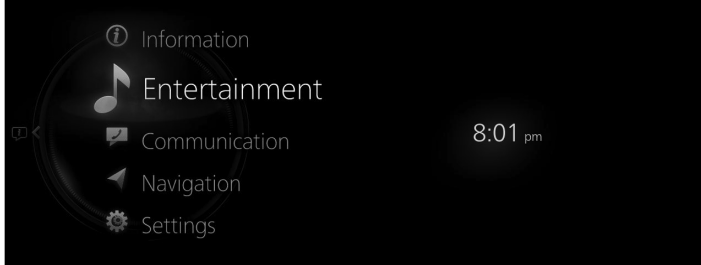 Information
Entertainment
Communication
8:01 pm
Navigation
Settings